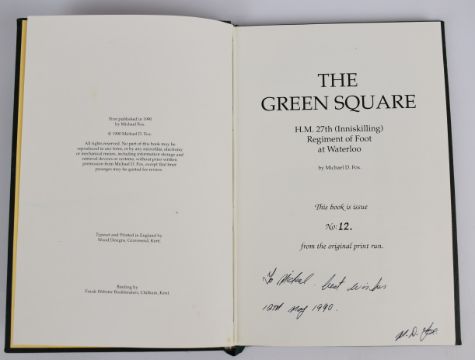 First published in 1990
by Michael Fox.
© 1990 Michael D. Fox.
All rights reserved. No part of this book may be
reproduced in any form, or by any microfilm, electronic
or mechanical means, including information storage and
retrieval devices or systems, without prior written
permission from Michael D. Fox, except that brief
passages may be quoted for review.
Typeset and Printed in England by
Wood Designs, Gravesend, Kent.
Binding by
Frank Webster Bookbinders, Chilham, Kent
THE
GREEN SQUARE
H.M. 27th (Inniskilling)
Regiment of Foot
at Waterloo
by Michael D. Fox.
This book is issue
No: 12.
from the original print run.
To Michael best wishes
May 1990.
M. D. Fox